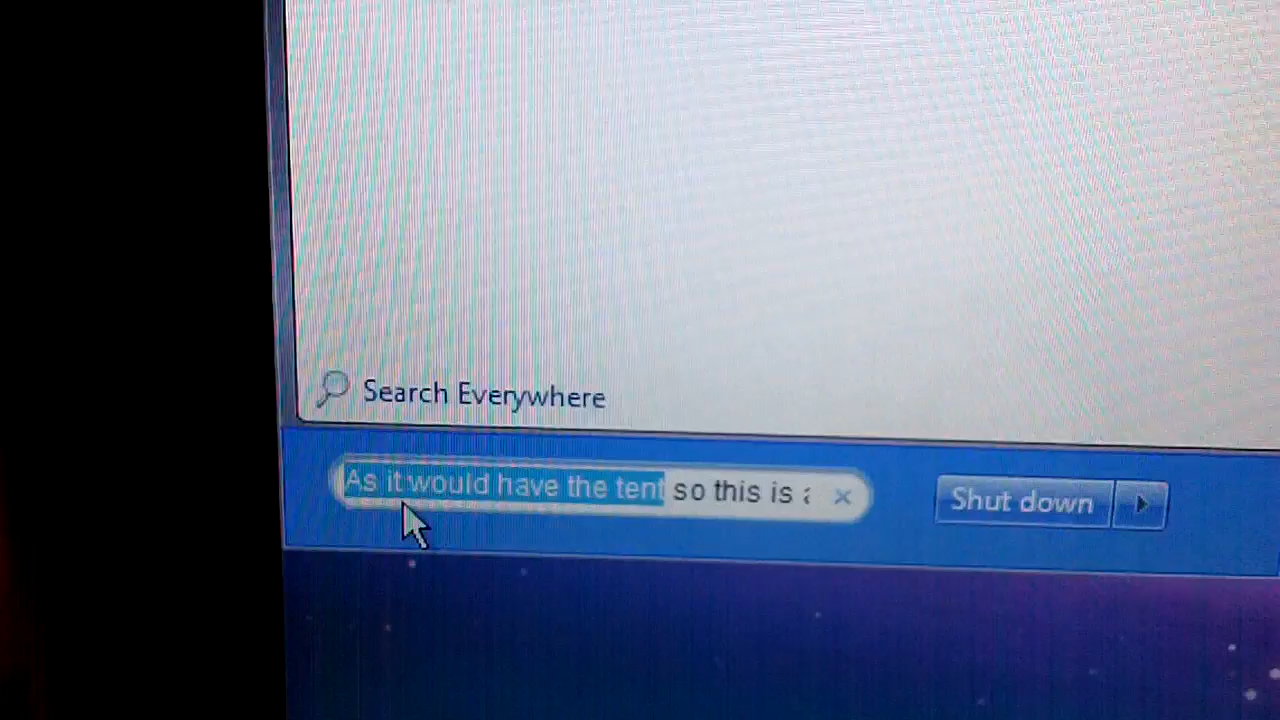 Search Everywhere
As it would have the tent so this is
Shut down